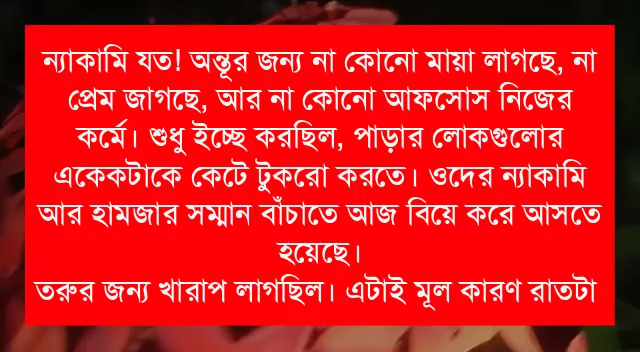 ন্যাকামি যত! অন্তূর জন্য না কোনো মায়া লাগছে, না
প্রেম জাগছে, আর না কোনো আফসোস নিজের
কর্মে। শুধু ইচ্ছে করছিল, পাড়ার লোকগুলোর
একেকটাকে কেটে টুকরো করতে। ওদের ন্যাকামি
আর হামজার সম্মান বাঁচাতে আজ বিয়ে করে আসতে
হয়েছে।
তরুর জন্য খারাপ লাগছিল। এটাই মূল কারণ রাতটা